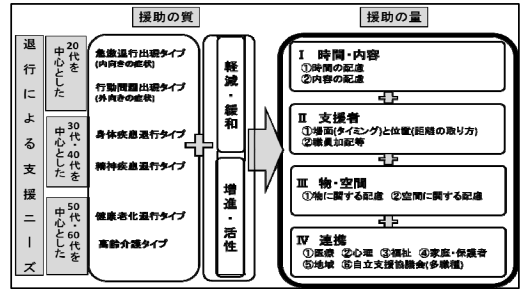 援助の質
援助の量
退行による支援ニーズ
20代を
中心とした
30代・40代を
中心とした
50代・60代を
中心とした
急激退行出現タイプ
(内向きの症状)
行動問題出現タイプ
(外向きの症状)
身体疾患退行タイプ
精神疾患退行タイプ
健康老化退行タイプ
高齢介護タイプ
軽減・緩和
増進・活性
Ⅰ 時間・内容
①時間の配慮
②内容の配慮
Ⅱ 支援者
①場面(タイミング)と位置(距離の取り方)
②職員加配等
Ⅲ 物・空間
①物に関する配慮 ②空間に関する配慮
Ⅳ 連携
①医療 ②心理 ③福祉 ④家庭・保護者
⑤地域 ⑥自立支援協議会(多職種)